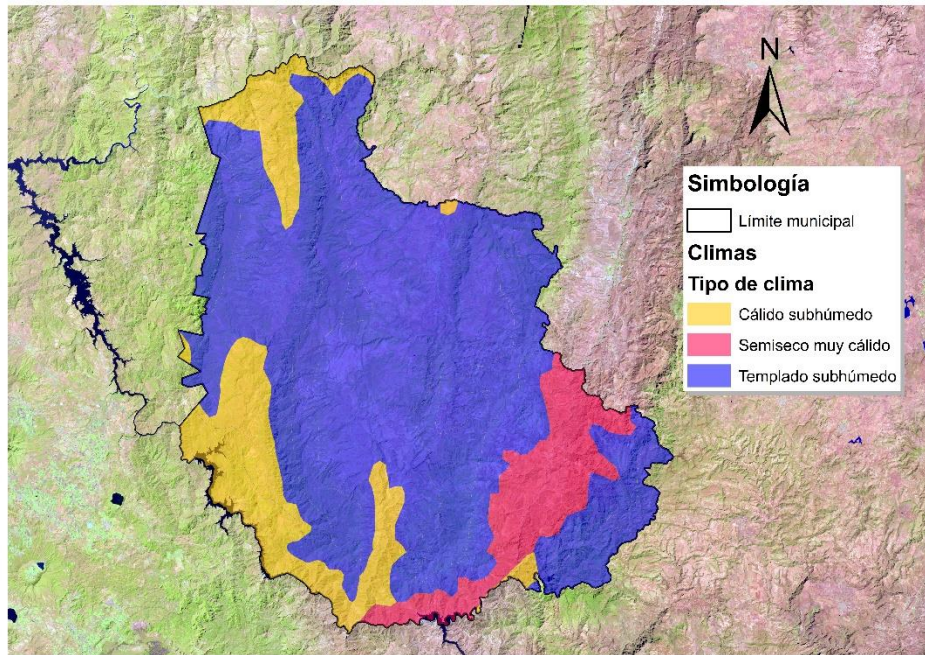 N
Simbología
Límite municipal
Climas
Tipo de clima
Cálido subhúmedo
Semiseco muy cálido
Templado subhúmedo